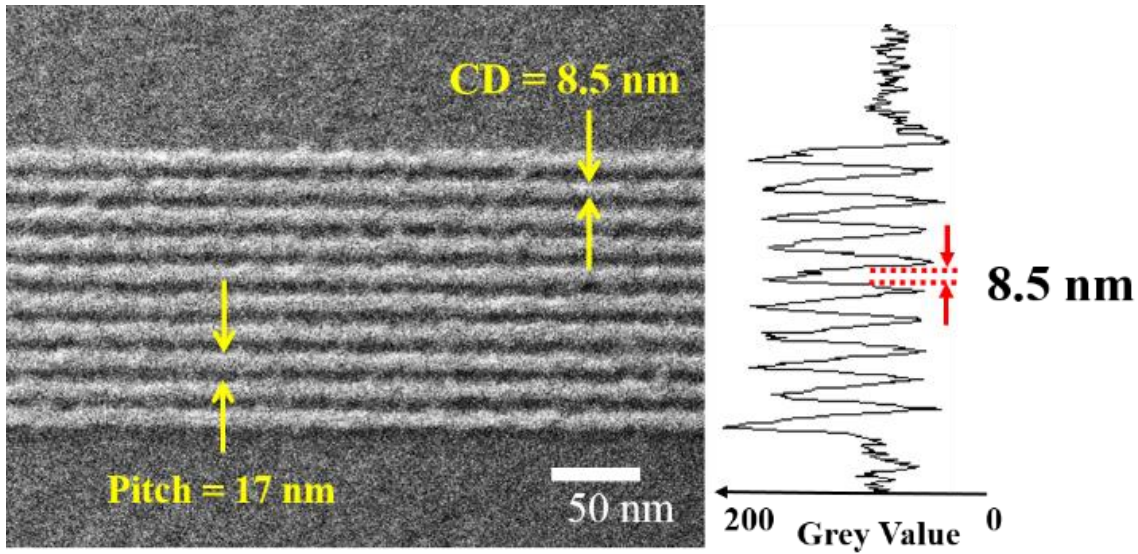 CD = 8.5 nm
8.5 nm
Pitch = 17 nm
50 nm
200
0
Grey Value